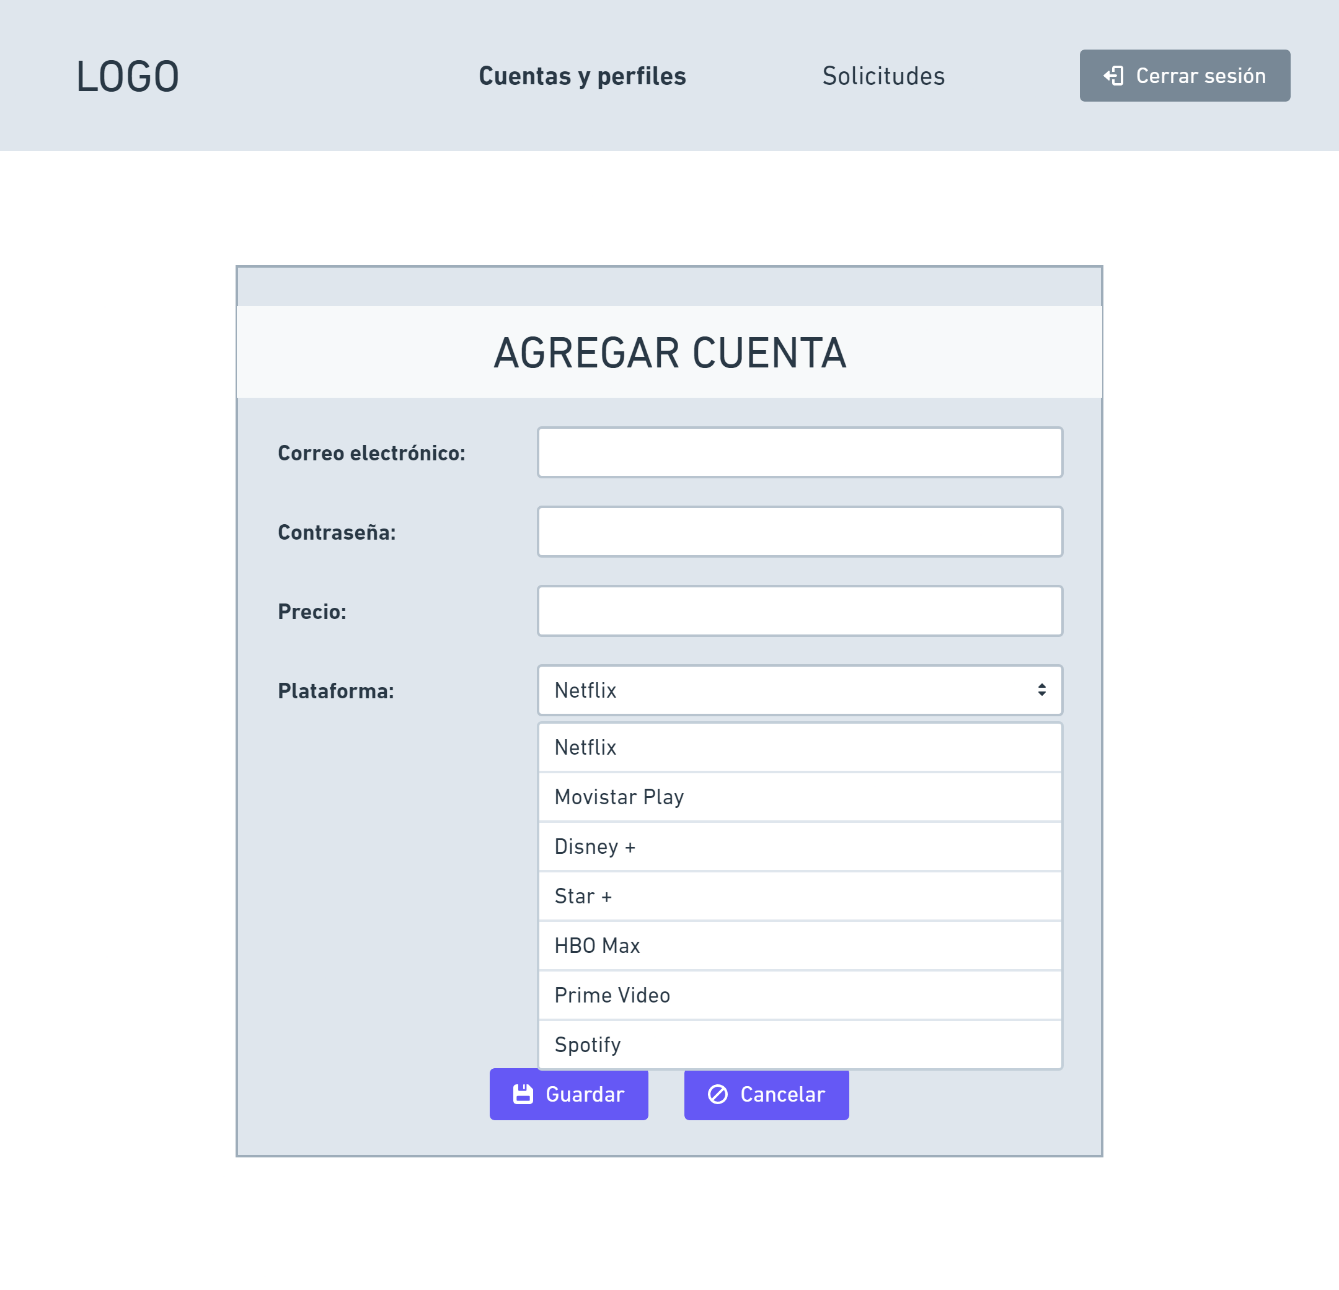 LOGO
Cuentas y perfiles
Solicitudes
Cerrar sesión
AGREGAR CUENTA
Correo electrónico:
Contraseña:
Precio:
Plataforma:
Netflix
Netflix
Movistar Play
Disney +
Star +
HBO Max
Prime Video
Spotify
Guardar
Cancelar